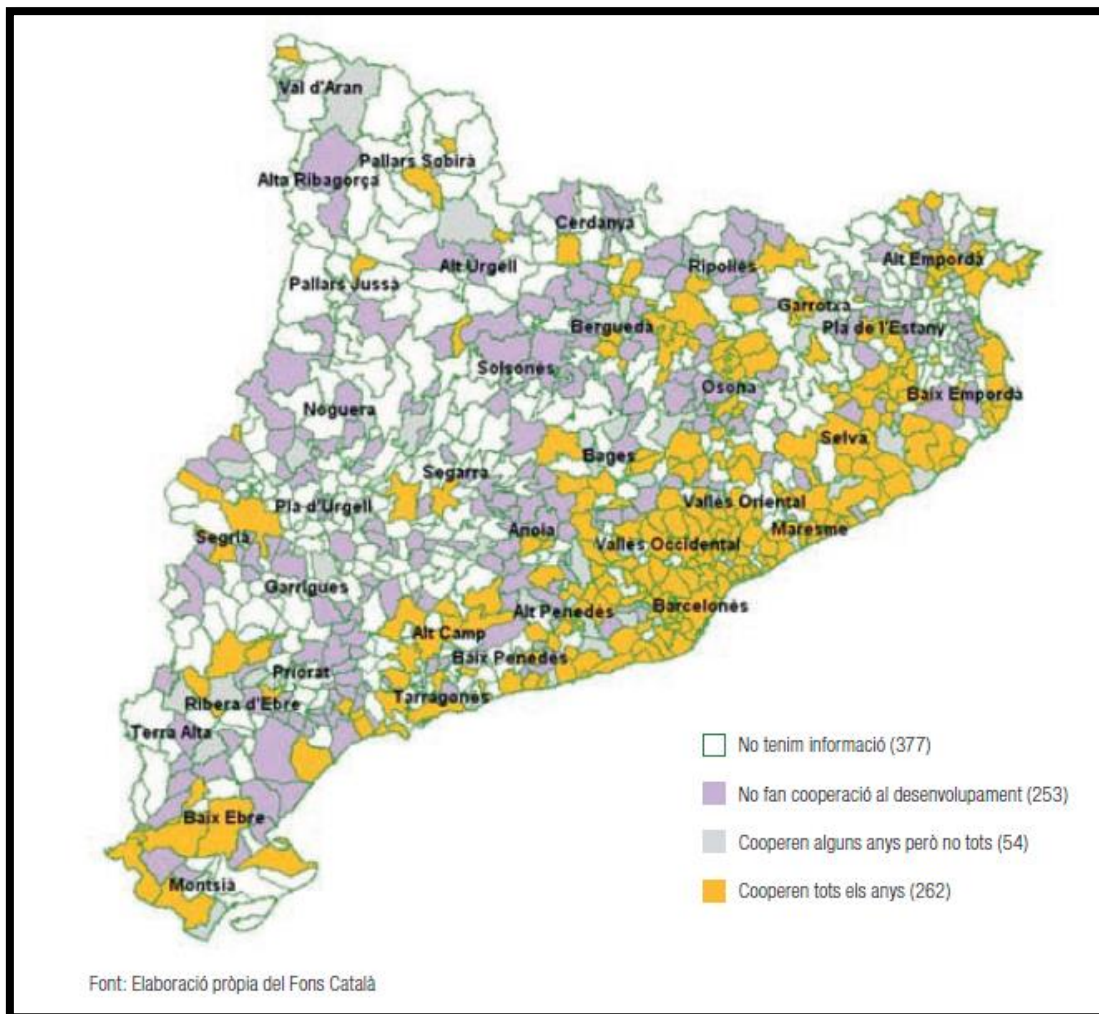 Val d'Aran
Pallars Sobirà
Alta Ribagorça
Cerdanya
Alt Urgell
Ripollès
Alt Empordà
Pallars Jussà
Garrotxa
Berguedà
Pla de l'Estany
Solsonès
Osona
Baix Empordà
Noguera
Selva
Bages
Segarra
Pla d'Urgell
Vallès Oriental
Anoia
Maresme
Segrià
Vallès Occidental
Garrigues
Barcelonès
Alt Penedès
Alt Camp
Baix Penedès
Priorat
Tarragonès
Ribera d'Ebre
Terra Alta
No tenim informació (377)
No fan cooperació al desenvolupament (253)
Baix Ebre
Cooperen alguns anys però no tots (54)
Montsià
Cooperen tots els anys (262)
Font: Elaboració pròpia del Fons Català